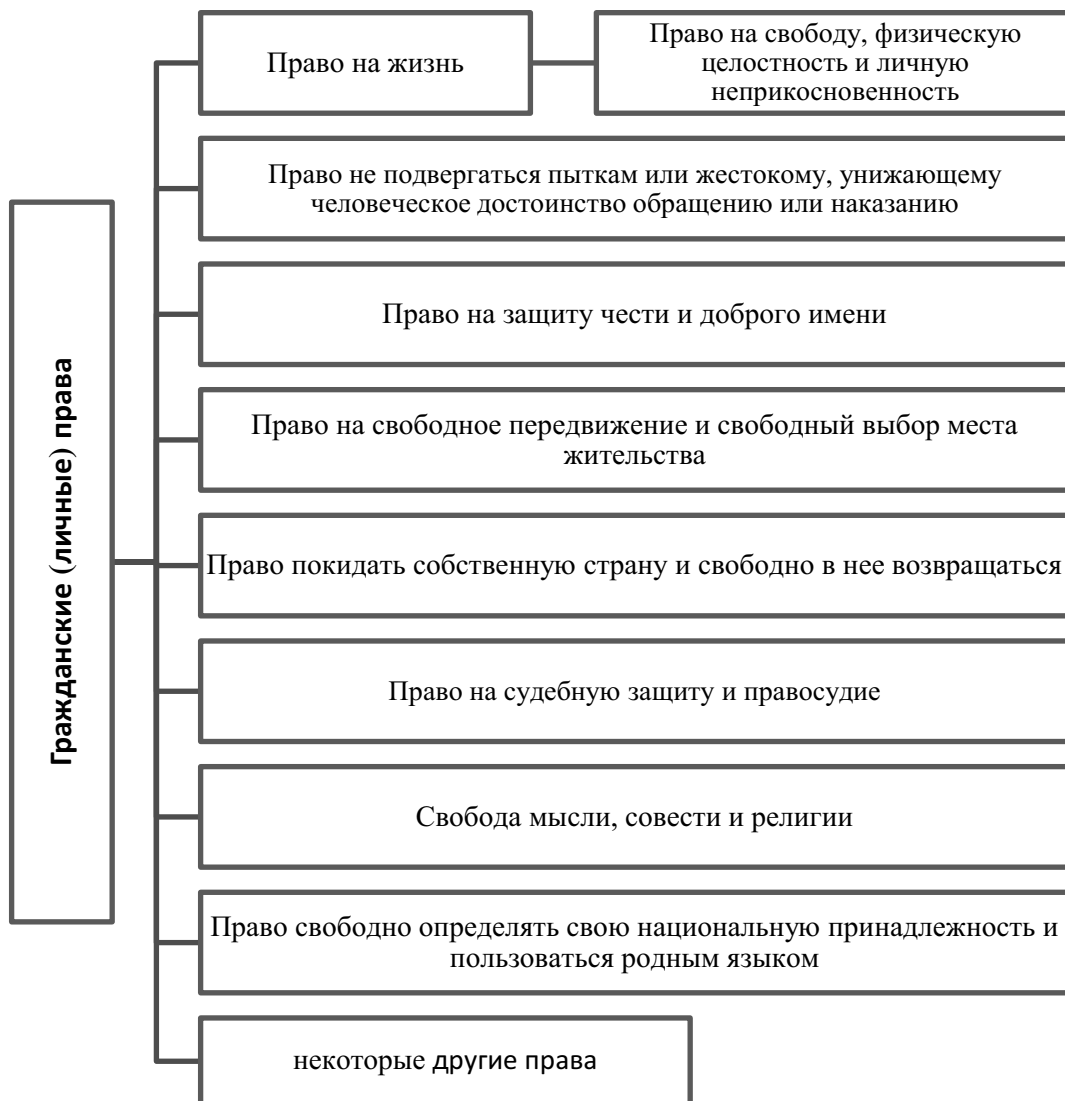 Гражданские (личные) права
Право на жизнь
Право на свободу, физическую
целостность и личную
неприкосновенность
Право не подвергаться пыткам или жестокому, унижающему
человеческое достоинство обращению или наказанию
Право на защиту чести и доброго имени
Право на свободное передвижение и свободный выбор места
жительства
Право покидать собственную страну и свободно в нее возвращаться
Право на судебную защиту и правосудие
Свобода мысли, совести и религии
Право свободно определять свою национальную принадлежность и
пользоваться родным языком
некоторые другие права